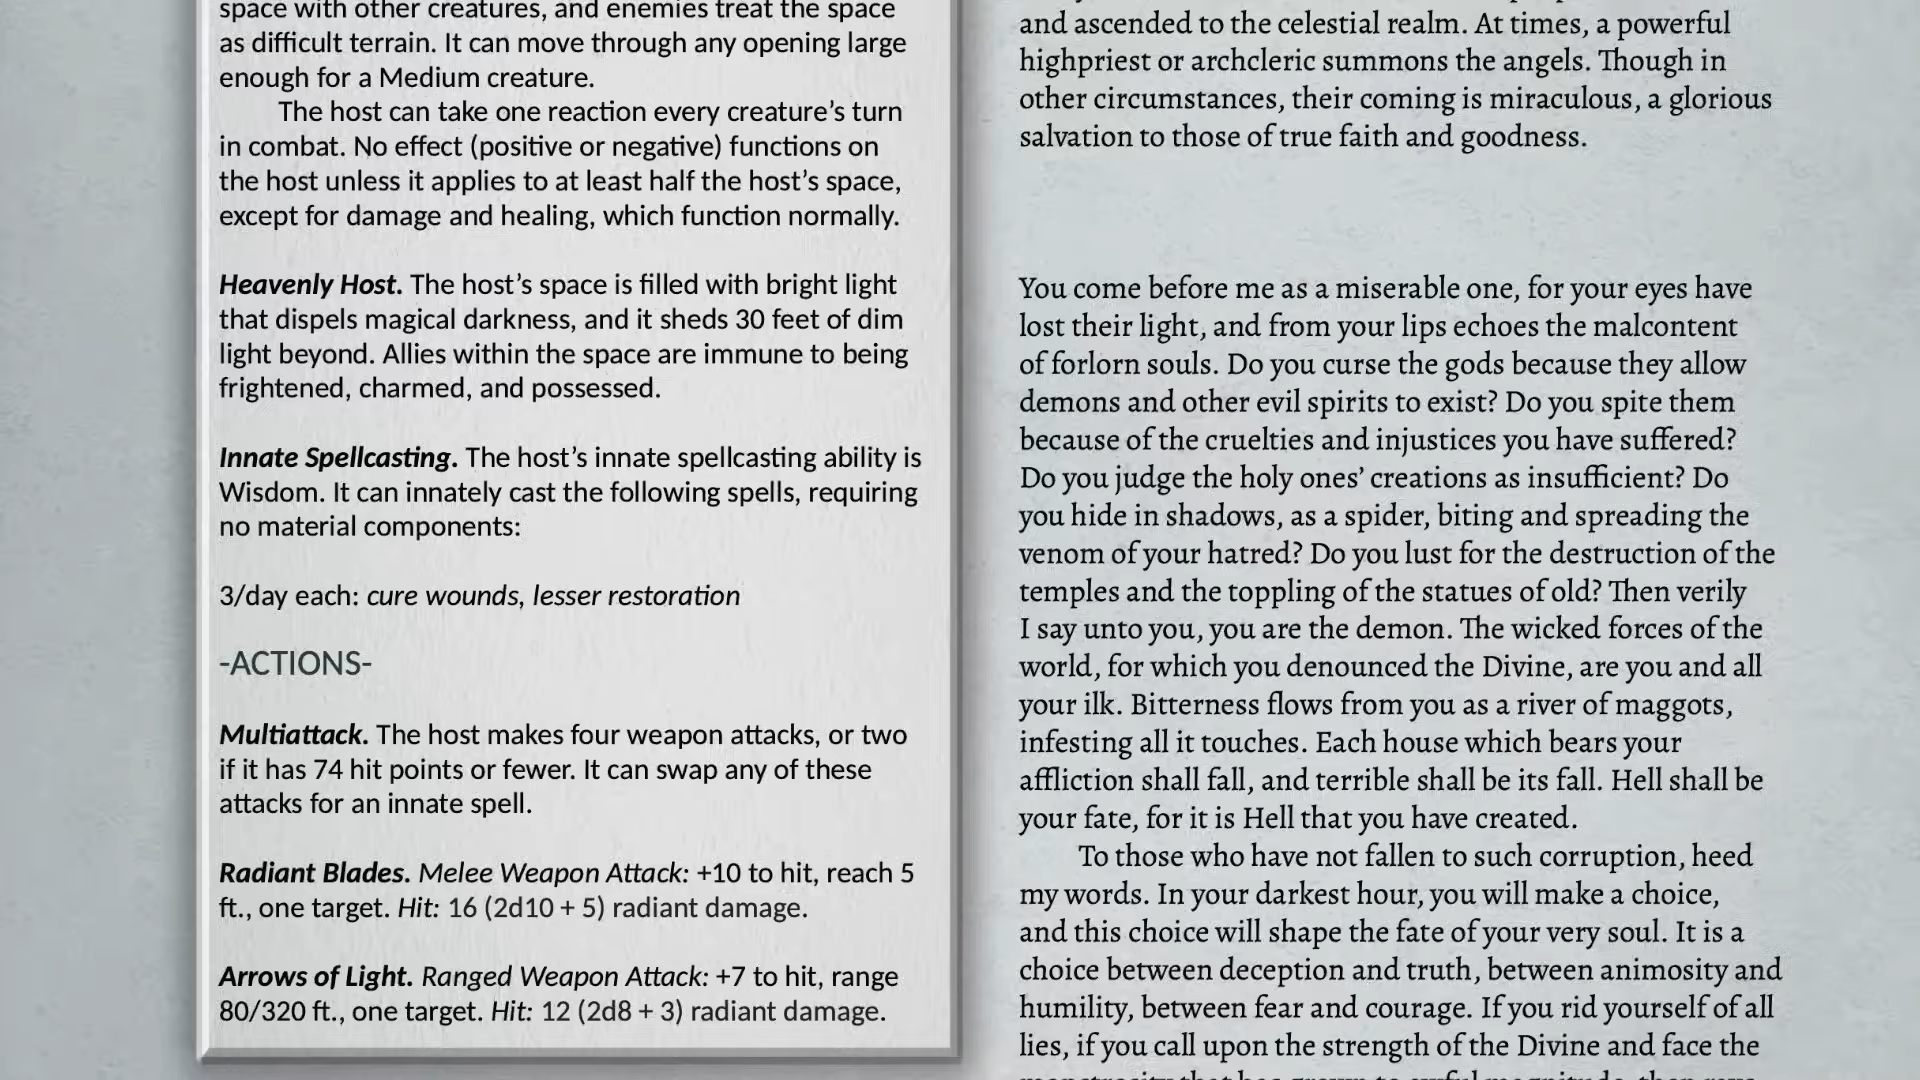 space with other creatures, and enemies treat the space
as difficult terrain. It can move through any opening large
enough for a Medium creature.
The host can take one reaction every creature’s turn
in combat. No effect (positive or negative) functions on
the host unless it applies to at least half the host’s space,
except for damage and healing, which function normally.
Heavenly Host. The host’s space is filled with bright light
that dispels magical darkness, and it sheds 30 feet of dim
light beyond. Allies within the space are immune to being
frightened, charmed, and possessed.
Innate Spellcasting. The host’s innate spellcasting ability is
Wisdom. It can innately cast the following spells, requiring
no material components:
3/day each: cure wounds, lesser restoration
-ACTIONS-
Multiattack. The host makes four weapon attacks, or two
if it has 74 hit points or fewer. It can swap any of these
attacks for an innate spell.
Radiant Blades. Melee Weapon Attack: +10 to hit, reach 5
ft., one target. Hit: 16 (2d10 + 5) radiant damage.
Arrows of Light. Ranged Weapon Attack: +7 to hit, range
80/320 ft., one target. Hit: 12 (2d8 + 3) radiant damage.
and ascended to the celestial realm. At times, a powerful
highpriest or archcleric summons the angels. Though in
other circumstances, their coming is miraculous, a glorious
salvation to those of true faith and goodness.
You come before me as a miserable one, for your eyes have
lost their light, and from your lips echoes the malcontent
of forlorn souls. Do you curse the gods because they allow
demons and other evil spirits to exist? Do you spite them
because of the cruelties and injustices you have suffered?
Do you judge the holy ones’ creations as insufficient? Do
you hide in shadows, as a spider, biting and spreading the
venom of your hatred? Do you lust for the destruction of the
temples and the toppling of the statues of old? Then verily
I say unto you, you are the demon. The wicked forces of the
world, for which you denounced the Divine, are you and all
your ilk. Bitterness flows from you as a river of maggots,
infesting all it touches. Each house which bears your
affliction shall fall, and terrible shall be its fall. Hell shall be
your fate, for it is Hell that you have created.
To those who have not fallen to such corruption, heed
my words. In your darkest hour, you will make a choice,
and this choice will shape the fate of your very soul. It is a
choice between deception and truth, between animosity and
humility, between fear and courage. If you rid yourself of all
lies, if you call upon the strength of the Divine and face the